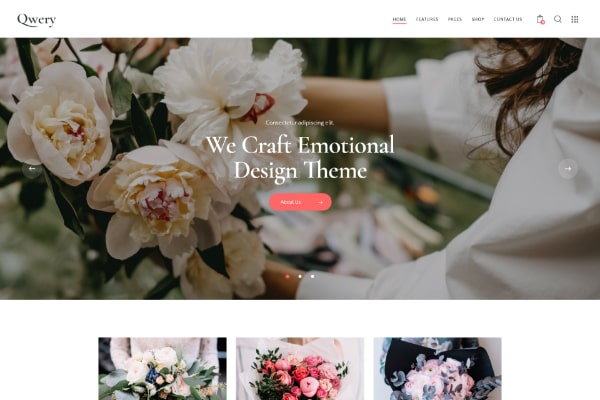 Qwery
HOME FEATURES PAGES SHOP CONTACT US
Consectetur adipiscing elit.
We Craft Emotional
Design Theme
About Us